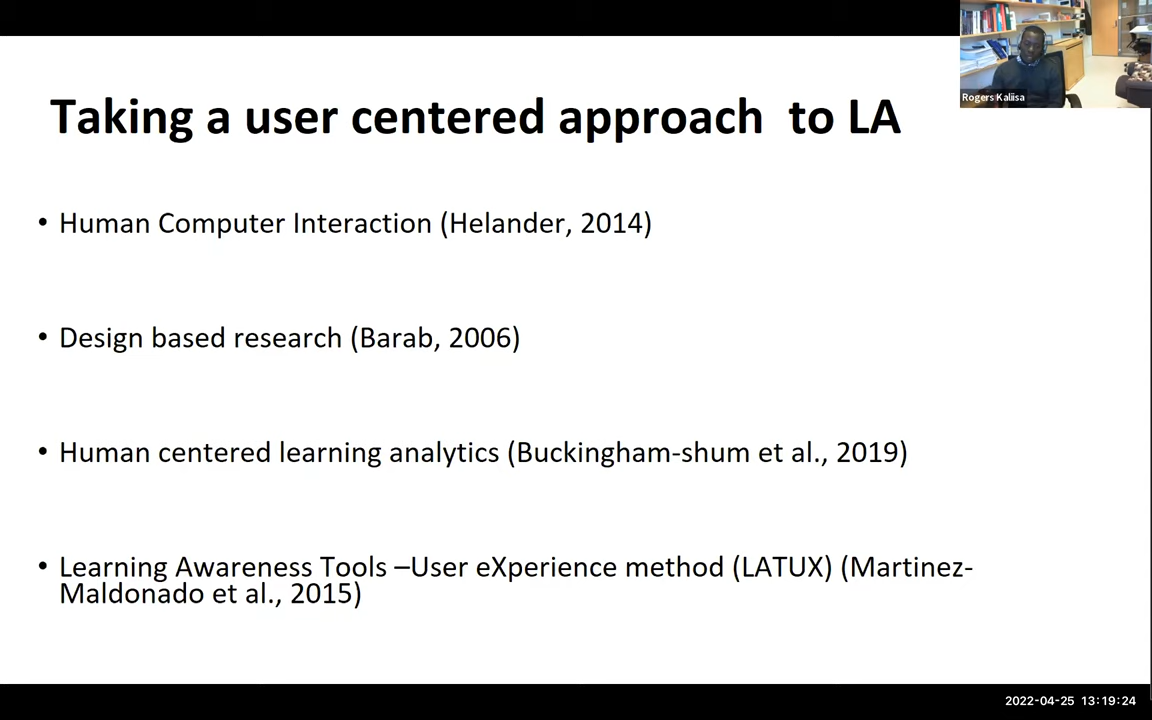 Rogers Kaliisa
Taking a user centered approach to LA
• Human Computer Interaction (Helander, 2014)
• Design based research (Barab, 2006)
• Human centered learning analytics (Buckingham-shum et al., 2019)
• Learning Awareness Tools –User eXperience method (LATUX) (Martinez-
Maldonado et al., 2015)
2022-04-25 13:19:24